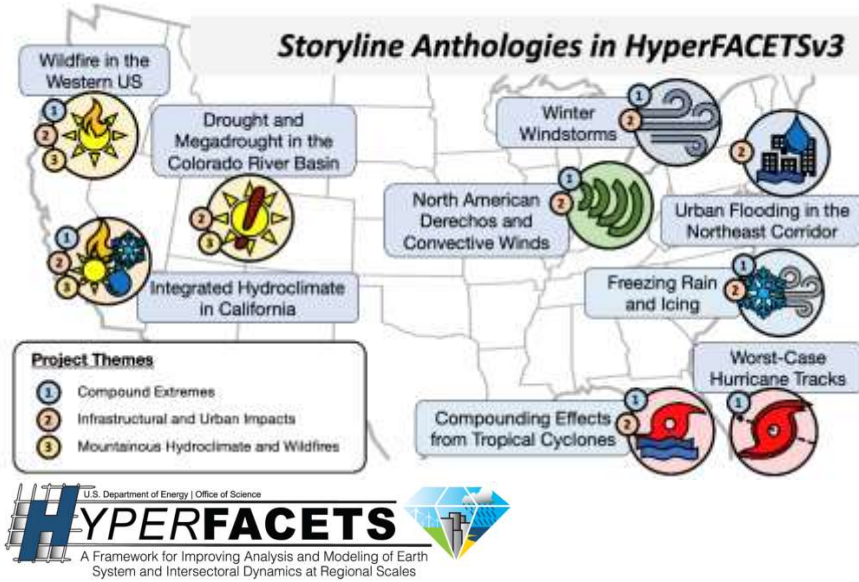 Storyline Anthologies in HyperFACETSv3
Wildfire in the
Western US
1
2
3
Drought and
Megadrought in the
Colorado River Basin
2
3
1
2
3
Integrated Hydroclimate
in California
Winter
Windstorms
1
2
2
Urban Flooding in the
Northeast Corridor
North American
Derechos and
Convective Winds
1
2
Freezing Rain
and Icing
1
2
Worst-Case
Hurricane Tracks
1
Compounding Effects
from Tropical Cyclones
1
2
Project Themes
1 Compound Extremes
2 Infrastructural and Urban Impacts
3 Mountainous Hydroclimate and Wildfires
U.S. Department of Energy | Office of Science
HYPERFACETS
A Framework for Improving Analysis and Modeling of Earth
System and Intersectoral Dynamics at Regional Scales